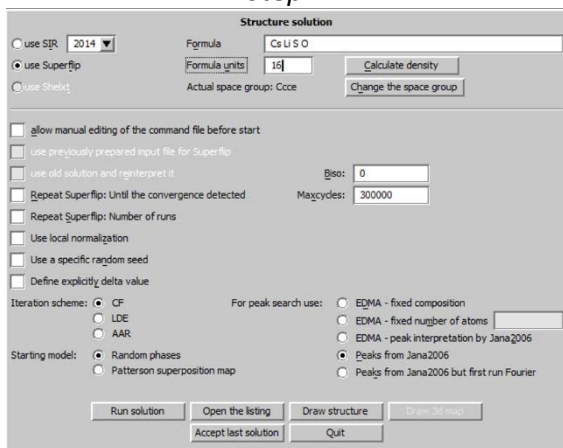 Step
Structure solution
use SIR 2014 Formula Cs Li S O
use Superflip Formula units 16 Calculate density
use Shelxt Actual space group: Ccce Change the space group
allow manual editing of the command file before start
use previously prepared input file for Superflip
use old solution and reinterpret it Biso: 0
Repeat Superflip: Until the convergence detected Maxcycles: 300000
Repeat Superflip: Number of runs
Use local normalization
Use a specific random seed
Define explicitly delta value
Iteration scheme: CF For peak search use: EDMA - fixed composition
LDE EDMA - fixed number of atoms
AAR EDMA - peak interpretation by Jana2006
Starting model: Random phases Peaks from Jana2006
Patterson superposition map Peaks from Jana2006 but first run Fourier
Run solution Open the listing Draw structure Draw 3d map
Accept last solution Quit